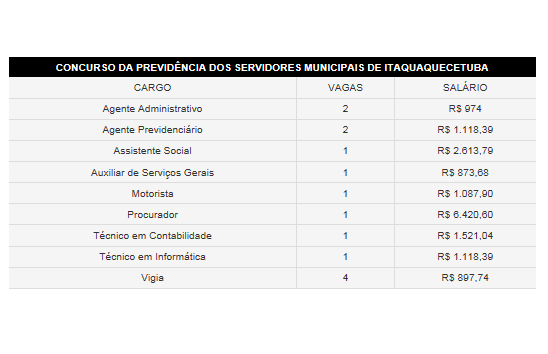 CONCURSO DA PREVIDÊNCIA DOS SERVIDORES MUNICIPAIS DE ITAQUAQUECETUBA
CARGO VAGAS SALÁRIO
Agente Administrativo 2 R$ 974
Agente Previdenciário 2 R$ 1.118,39
Assistente Social 1 R$ 2.613,79
Auxiliar de Serviços Gerais 1 R$ 873,68
Motorista 1 R$ 1.087,90
Procurador 1 R$ 6.420,60
Técnico em Contabilidade 1 R$ 1.521,04
Técnico em Informática 1 R$ 1.118,39
Vigia 4 R$ 897,74